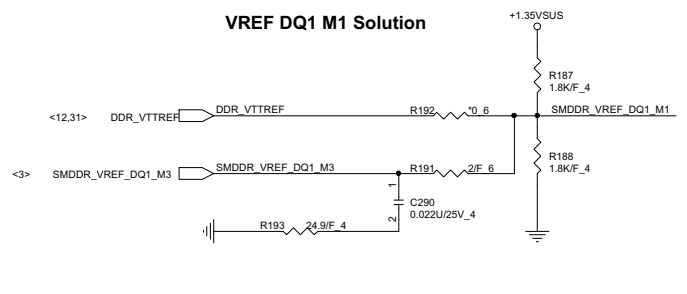 VREF DQ1 M1 Solution
+1.35VSUS
R187
1.8K/F_4
<12,31> DDR_VTTREF DDR_VTTREF R192 *0_6 SMDDR_VREF_DQ1_M1
R188
1.8K/F_4
<3> SMDDR_VREF_DQ1_M3 SMDDR_VREF_DQ1_M3 R191 2/F_6
1
C290
0.022U/25V_4
2
R193 24.9/F_4